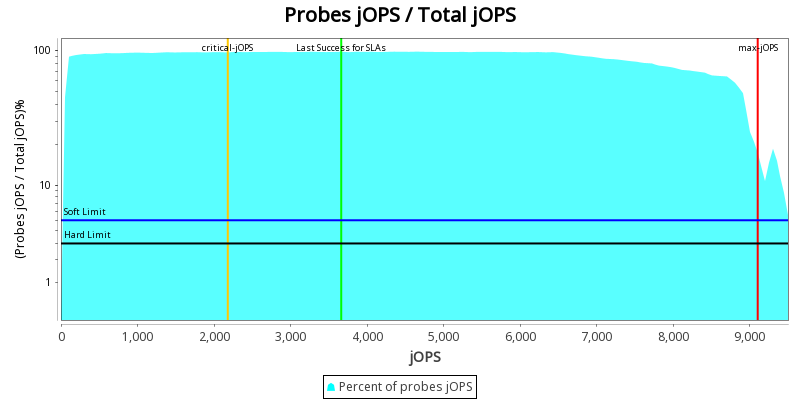 Probes jOPS / Total jOPS
(Probes jOPS / Total jOPS)%
100
10
1
critical-jOPS
Last Success for SLAs
max-jOPS
Soft Limit
Hard Limit
0 1,000 2,000 3,000 4,000 5,000 6,000 7,000 8,000 9,000
jOPS
Percent of probes jOPS